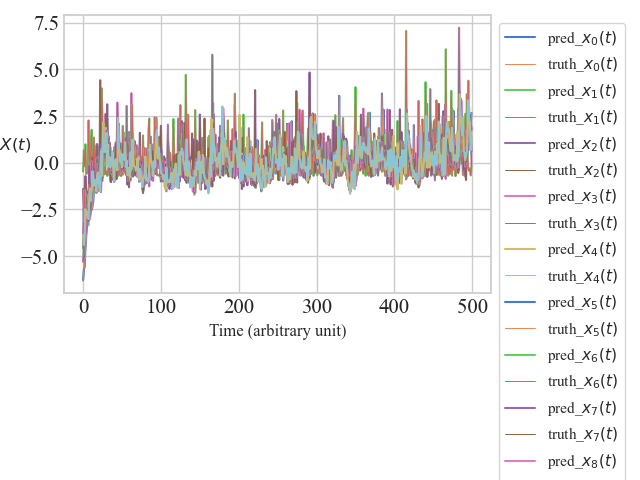 7.5
5.0
2.5
X(t)
0.0
−2.5
−5.0
0 100 200 300 400 500
Time (arbitrary unit)
pred_x₀(t)
truth_x₀(t)
pred_x₁(t)
truth_x₁(t)
pred_x₂(t)
truth_x₂(t)
pred_x₃(t)
truth_x₃(t)
pred_x₄(t)
truth_x₄(t)
pred_x₅(t)
truth_x₅(t)
pred_x₆(t)
truth_x₆(t)
pred_x₇(t)
truth_x₇(t)
pred_x₈(t)